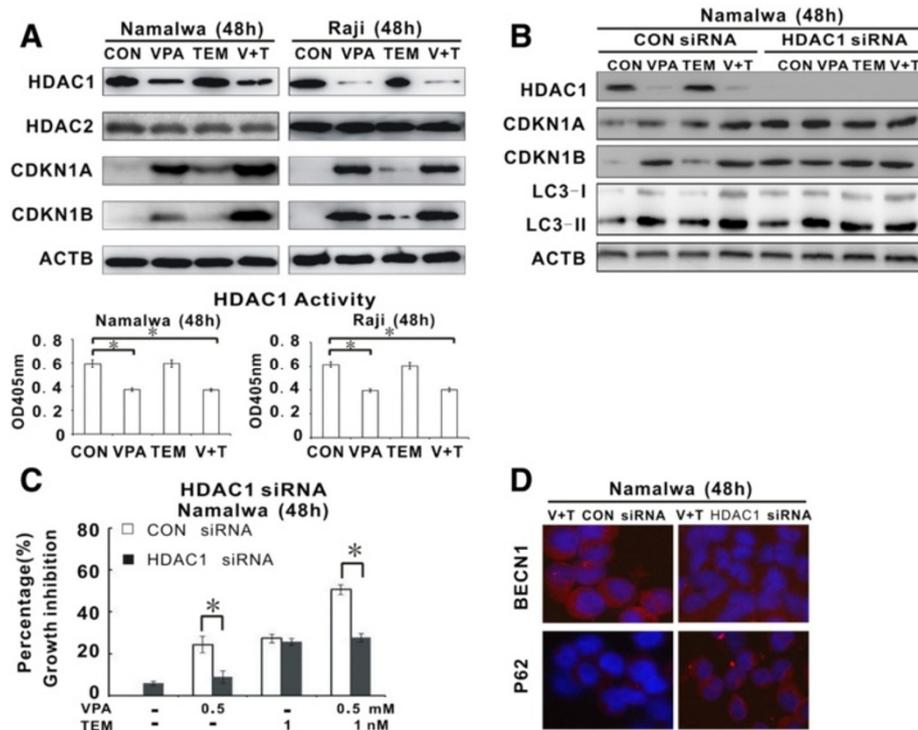 A
Namalwa (48h) Raji (48h)
CON VPA TEM V+T CON VPA TEM V+T
HDAC1
HDAC2
CDKN1A
CDKN1B
ACTB
HDAC1 Activity
Namalwa (48h) Raji (48h)
* *
* *
0. 8 0. 8
0. 6 0. 6
0. 4 0. 4
0. 2 0. 2
0 0
OD405nm OD405nm
CON VPA TEM V+T CON VPA TEM V+T
B
Namalwa (48h)
CON siRNA HDAC1 siRNA
CON VPA TEM V+T CON VPA TEM V+T
HDAC1
CDKN1A
CDKN1B
LC3-I
LC3-II
ACTB
C
HDAC1 siRNA
Namalwa (48h)
CON siRNA
HDAC1 siRNA
Percentage(%)
Growth inhibition
80
60
40
20
0
* *
VPA - 0.5 - 0.5 mM
TEM - - 1 1 nM
D
Namalwa (48h)
V+T CON siRNA V+T HDAC1 siRNA
BECN1
P62